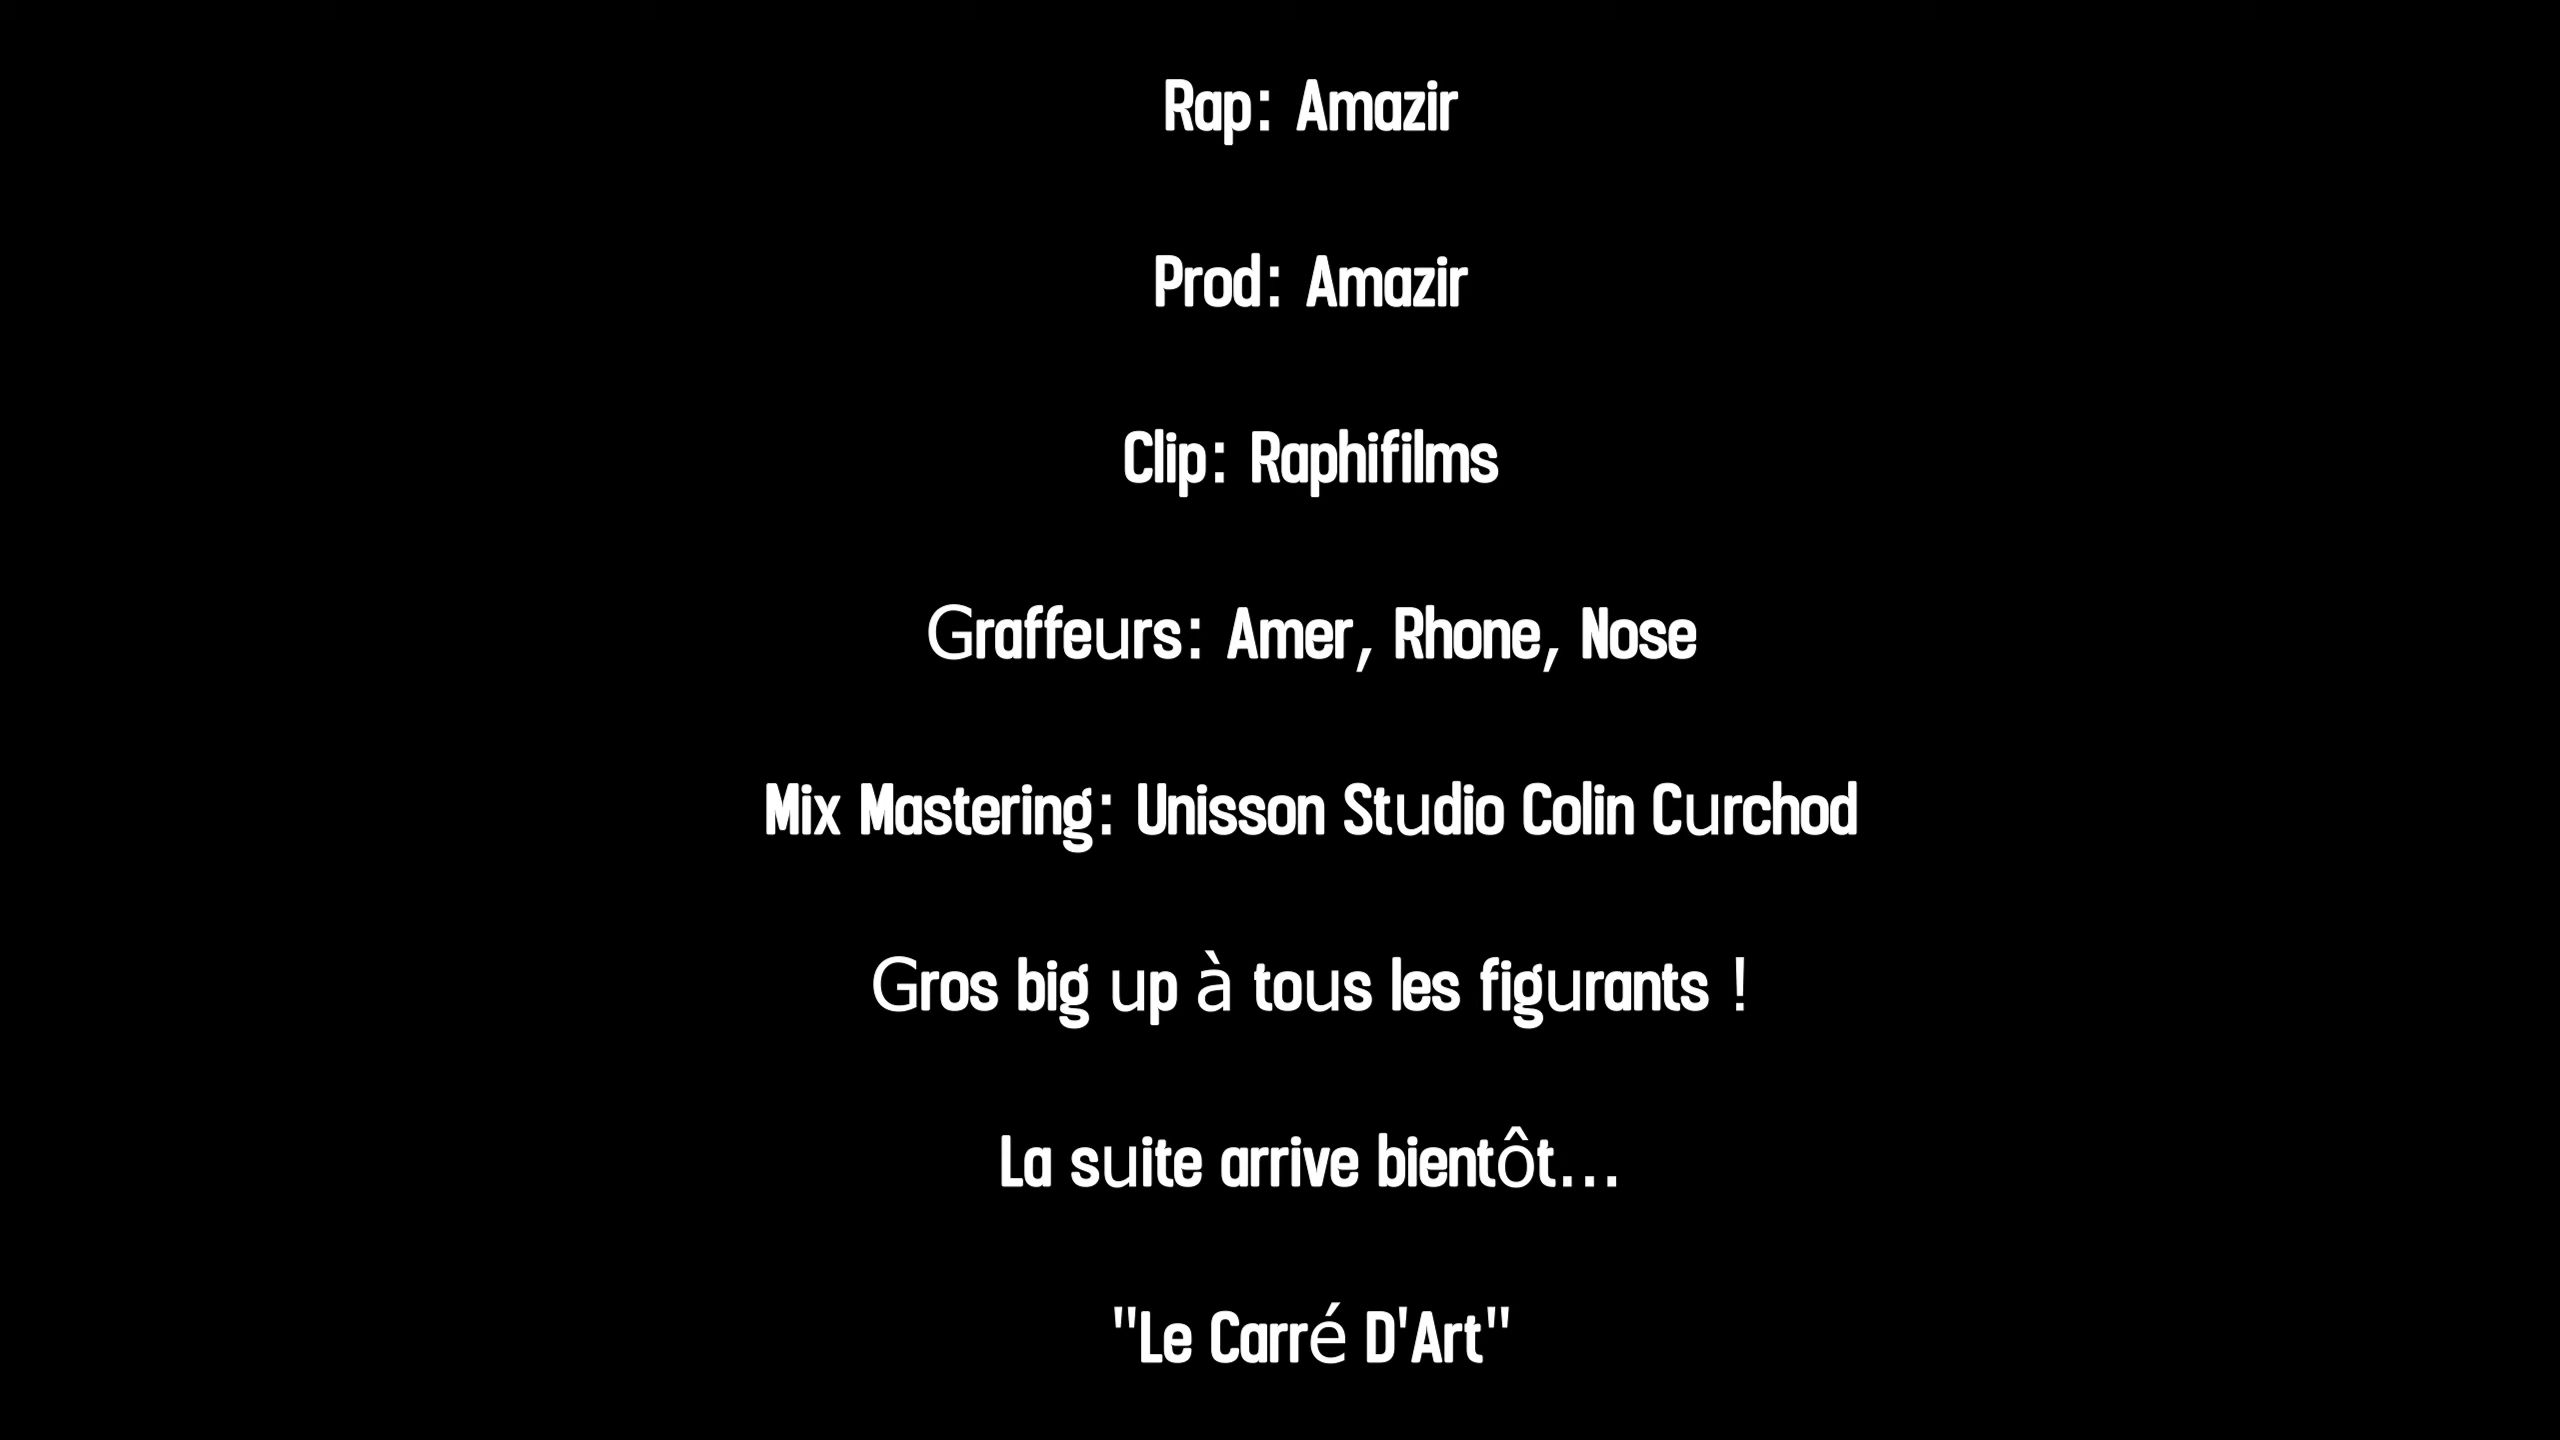 Rap: Amazir
Prod: Amazir
Clip: Raphifilms
Graffeurs: Amer, Rhone, Nose
Mix Mastering: Unisson Studio Colin Curchod
Gros big up à tous les figurants !
La suite arrive bientôt...
"Le Carré D'Art"